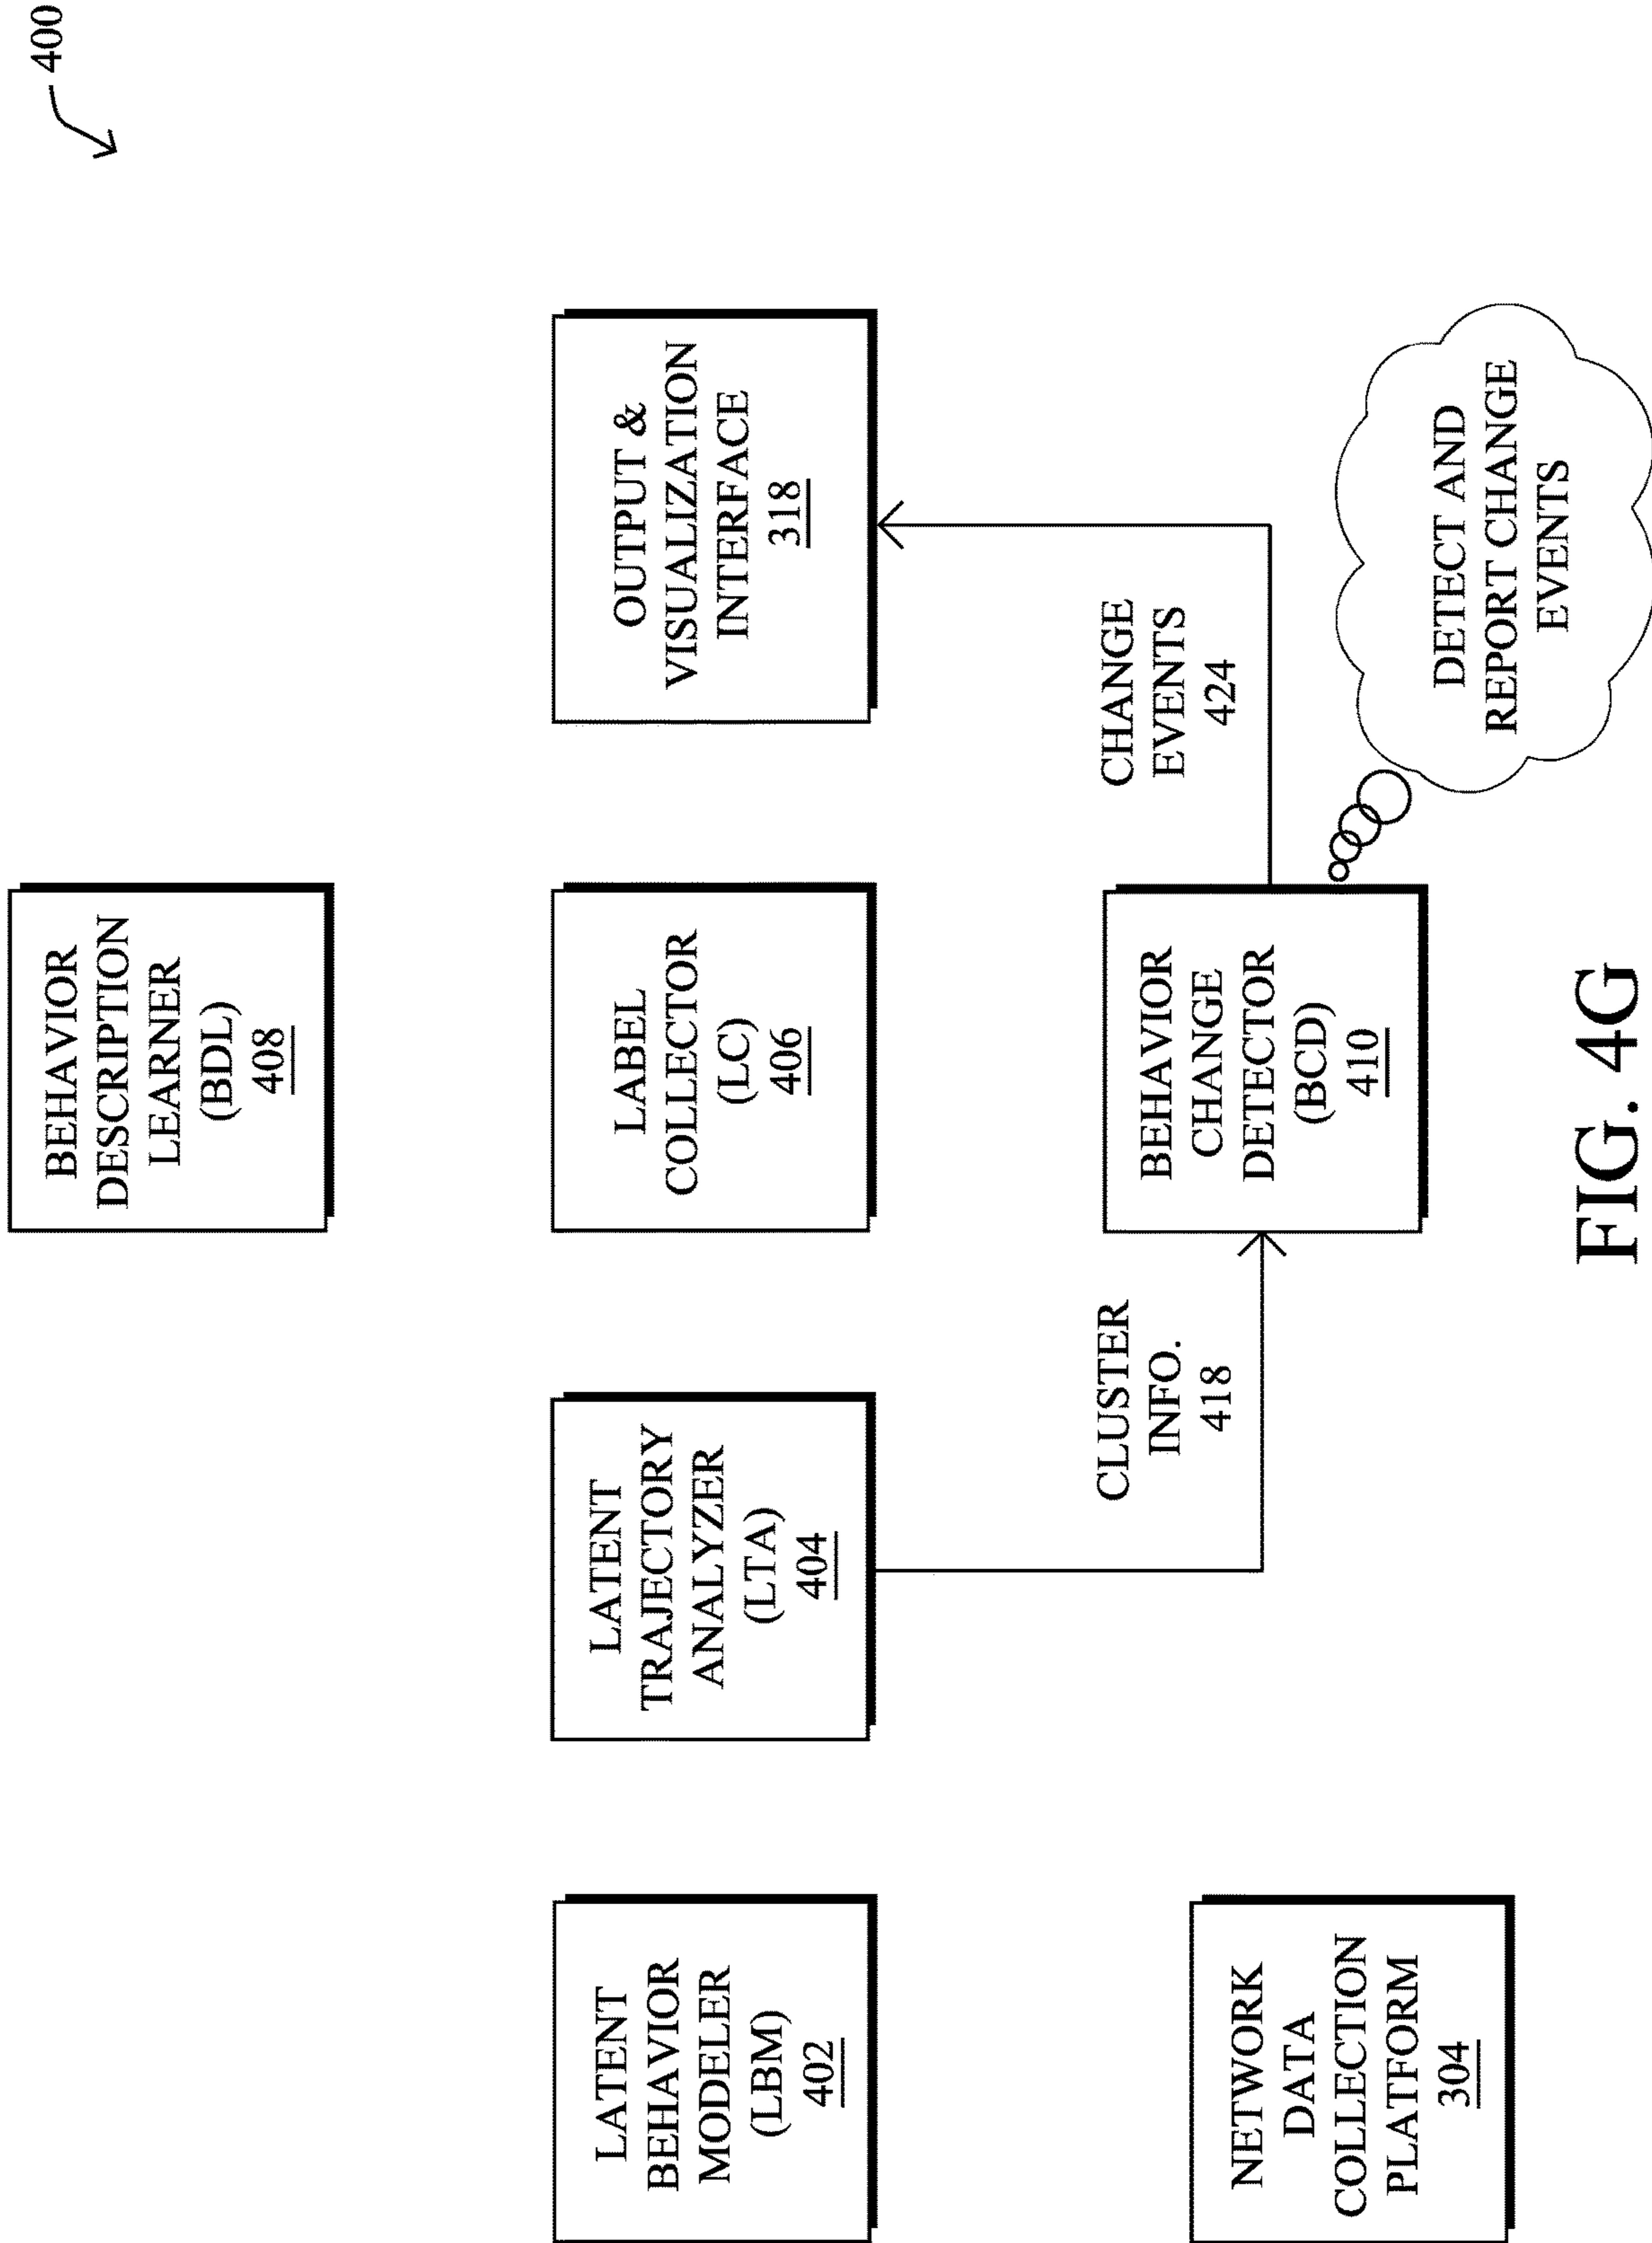 400
BEHAVIOR
DESCRIPTION
LEARNER
(BDL)
408
LATENT
BEHAVIOR
MODELER
(LBM)
402
LATENT
TRAJECTORY
ANALYZER
(LTA)
404
LABEL
COLLECTOR
(LC)
406
OUTPUT &
VISUALIZATION
INTERFACE
318
CLUSTER
INFO.
418
CHANGE
EVENTS
424
NETWORK
DATA
COLLECTION
PLATFORM
304
BEHAVIOR
CHANGE
DETECTOR
(BCD)
410
DETECT AND
REPORT CHANGE
EVENTS
FIG. 4G